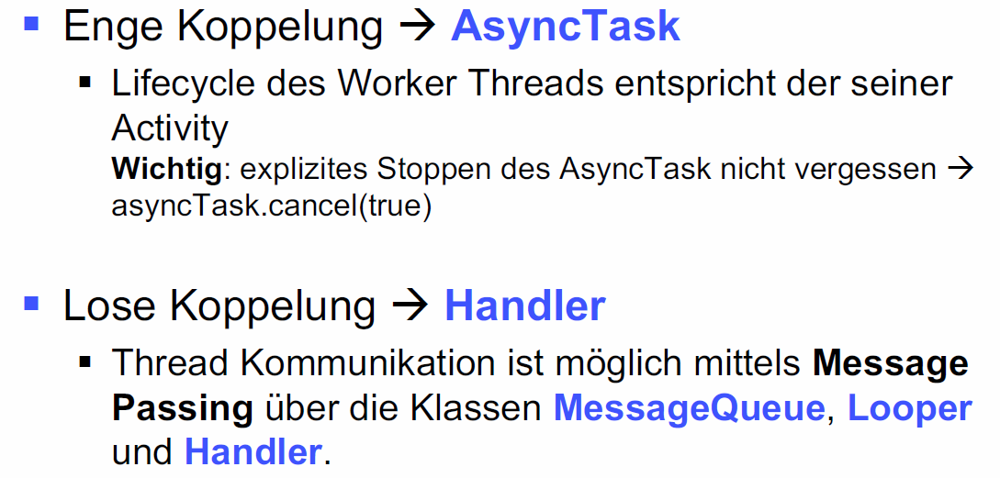 ▪ Enge Koppelung → AsyncTask
▪ Lifecycle des Worker Threads entspricht der seiner
Activity
Wichtig: explizites Stoppen des AsyncTask nicht vergessen →
asyncTask.cancel(true)
▪ Lose Koppelung → Handler
▪ Thread Kommunikation ist möglich mittels Message
Passing über die Klassen MessageQueue, Looper
und Handler.